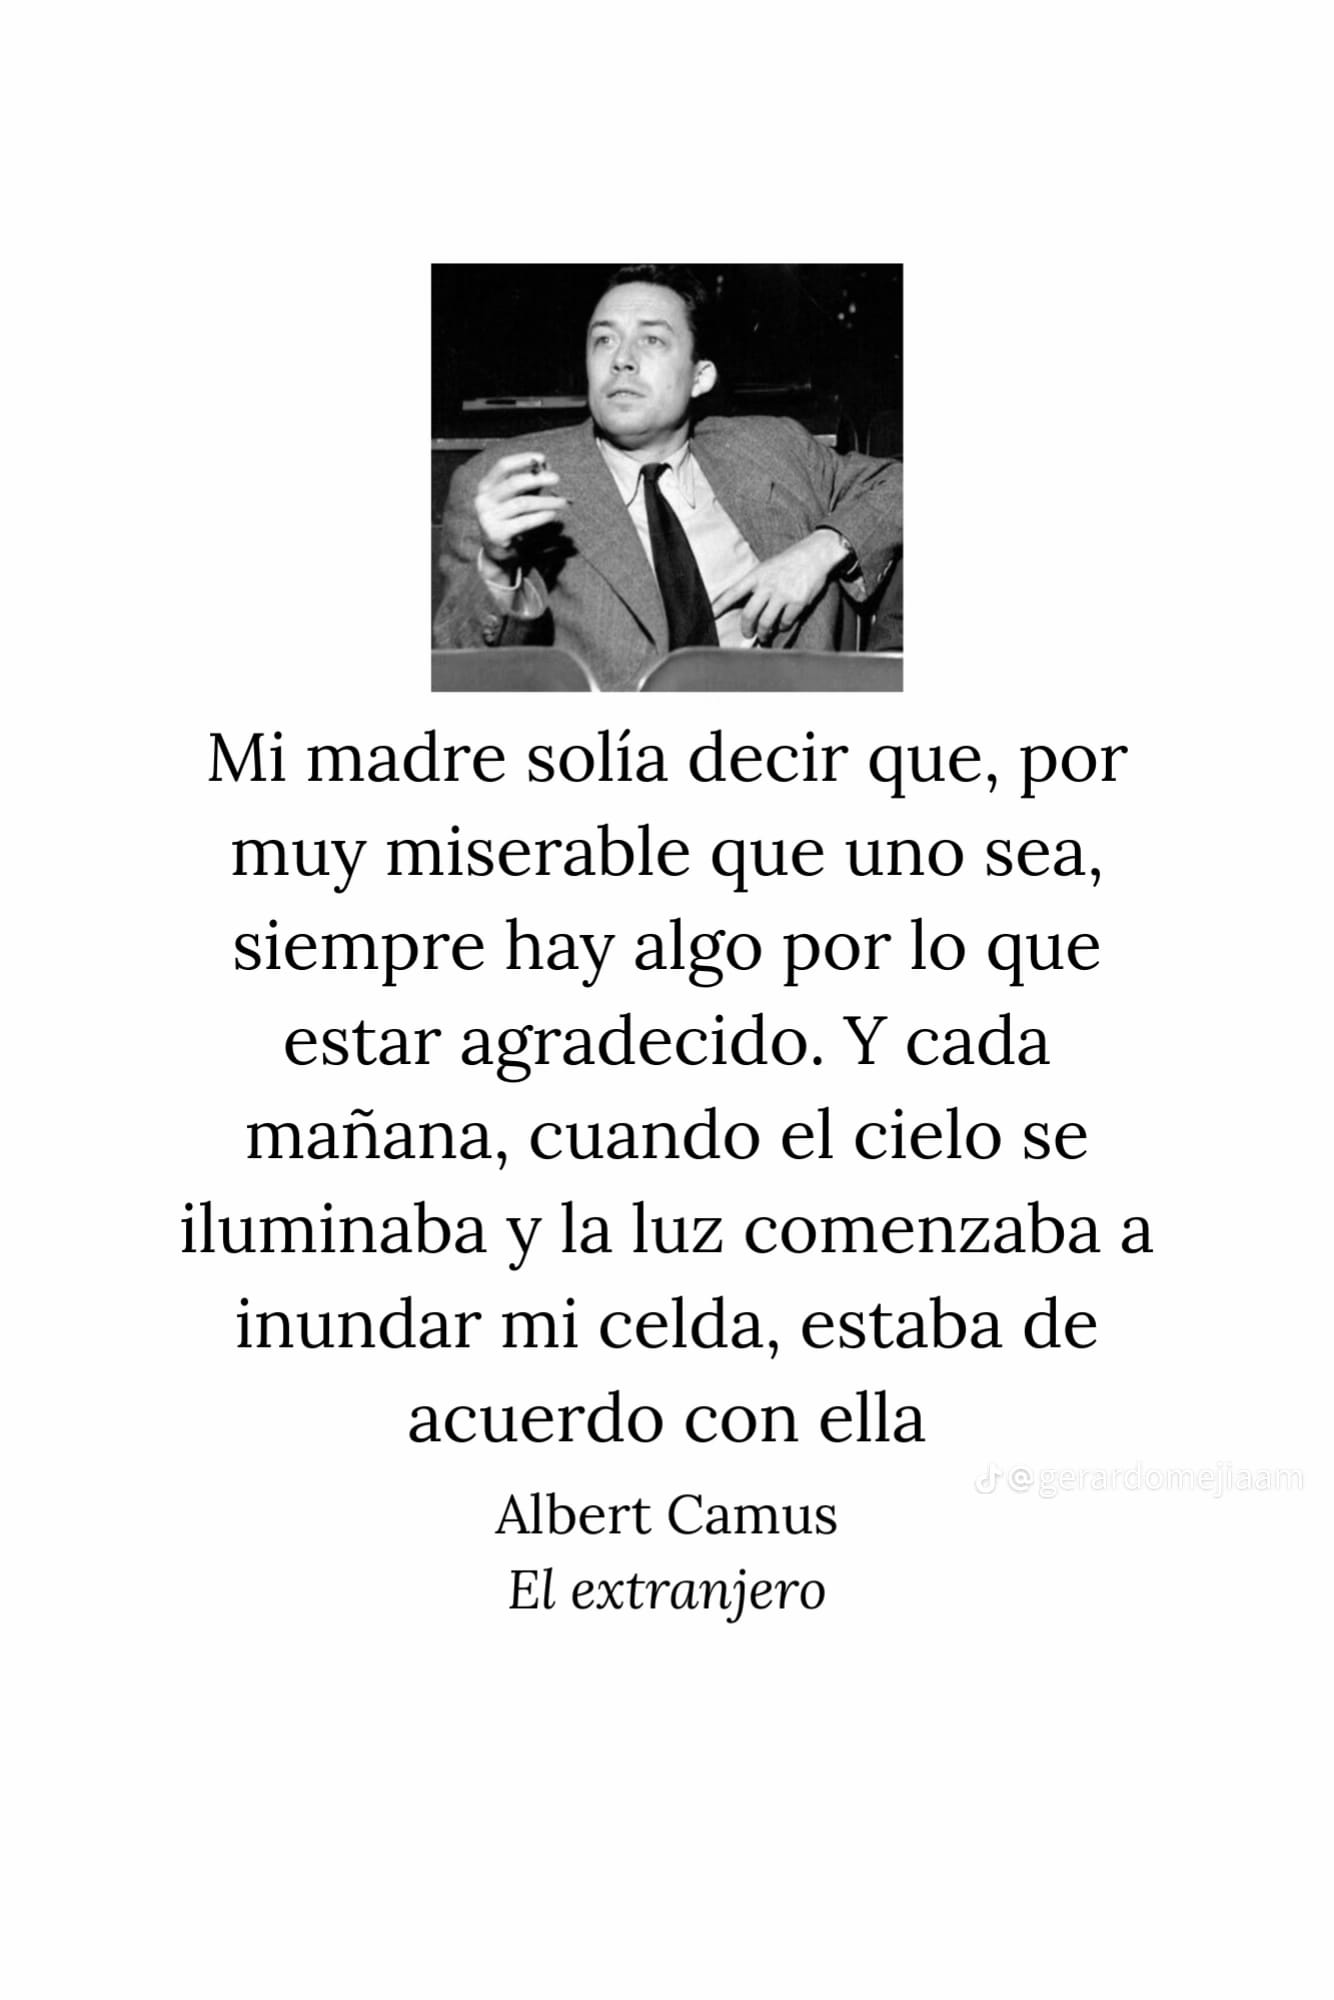 Mi madre solía decir que, por
muy miserable que uno sea,
siempre hay algo por lo que
estar agradecido. Y cada
mañana, cuando el cielo se
iluminaba y la luz comenzaba a
inundar mi celda, estaba de
acuerdo con ella
@gerardomejiaam
Albert Camus
El extranjero